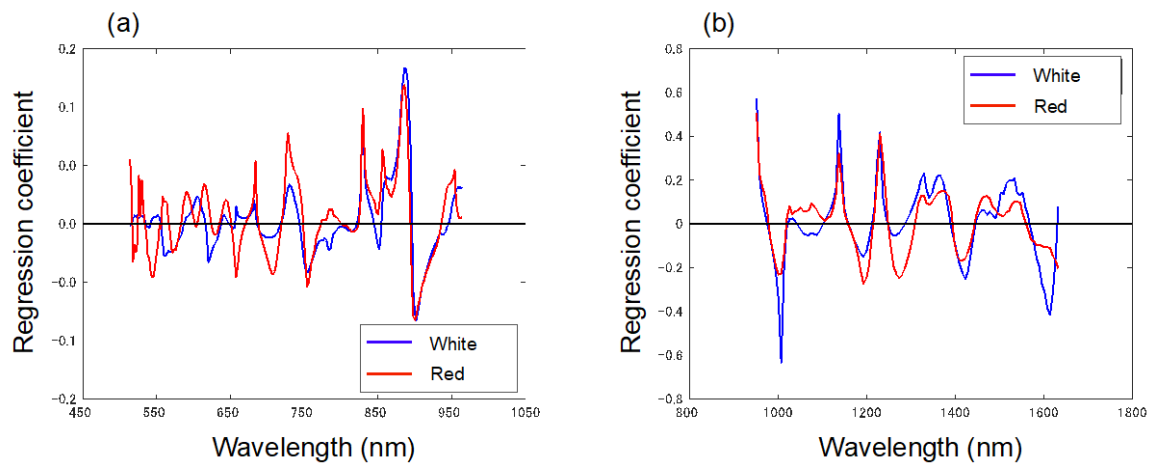 (a)
Regression coefficient
0.2
0.1
0.0
0.0
-0.0
-0.1
-0.2
White
Red
450 550 650 750 850 950 1050
Wavelength (nm)
(b)
Regression coefficient
0.8
0.6
0.4
0.2
0
-0.2
-0.4
-0.6
-0.8
White
Red
800 1000 1200 1400 1600 1800
Wavelength (nm)